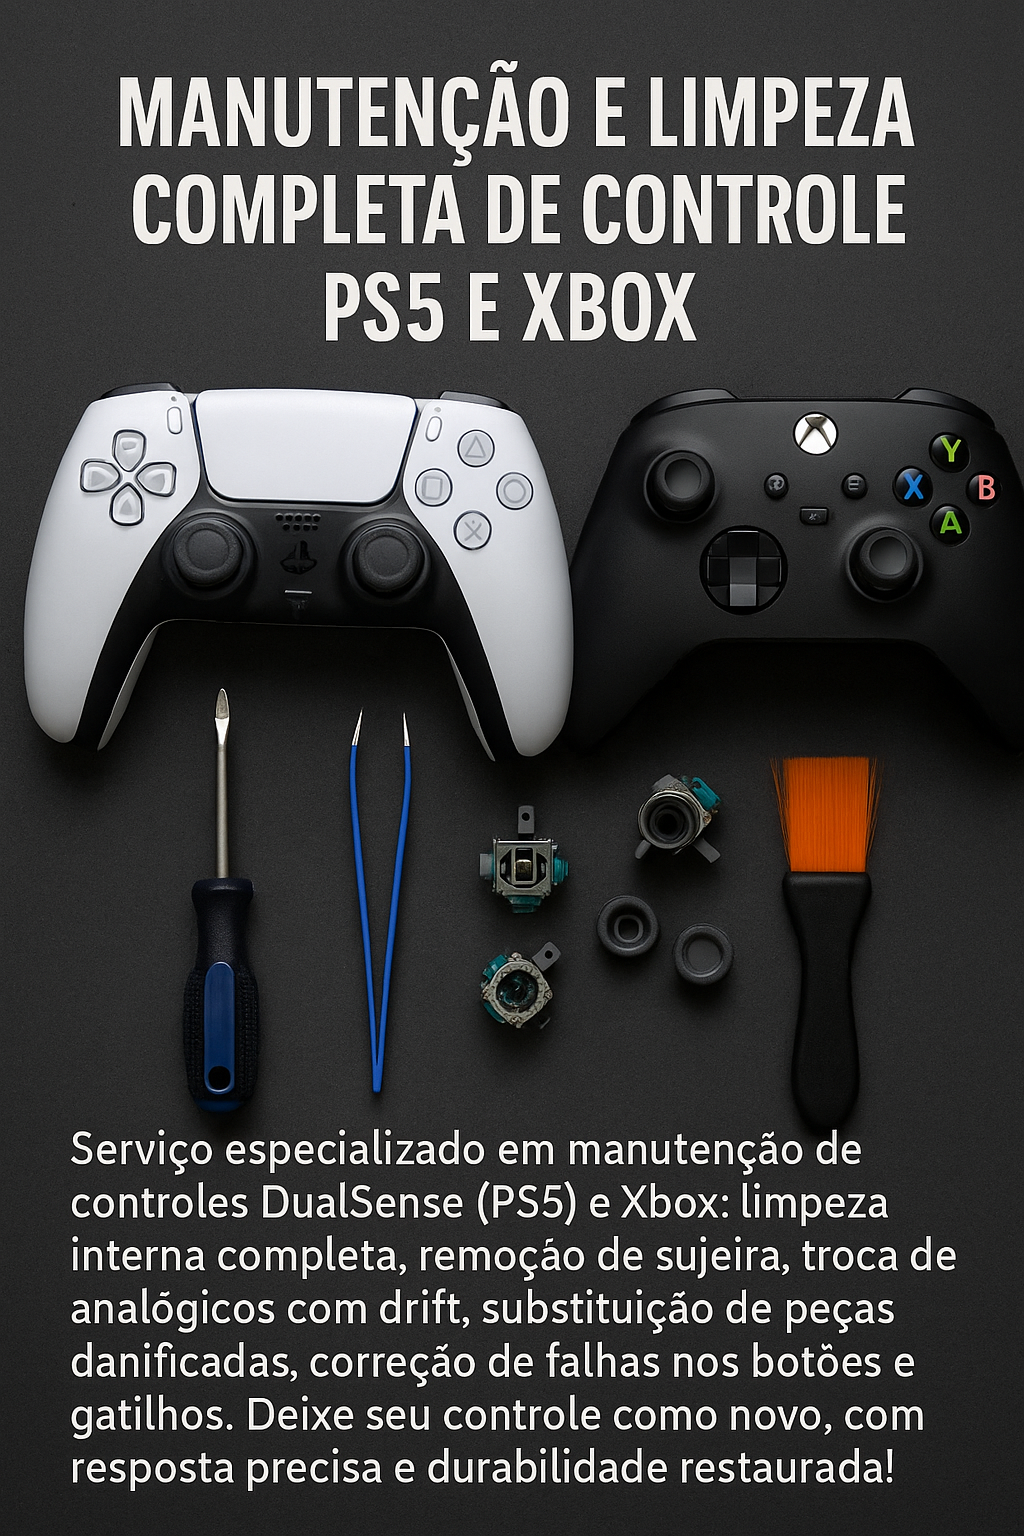 MANUTENÇÃO E LIMPEZA
COMPLETA DE CONTROLE
PS5 E XBOX
Y
X
B
A
Serviço especializado em manutenção de
controles DualSense (PS5) e Xbox: limpeza
interna completa, remoçáo de sujeira, troca de
analõgicos com drift, substituição de peças
danificadas, correção de falhas nos botões e
gatilhos. Deixe seu controle como novo, com
resposta precisa e durabilidade restaurada!